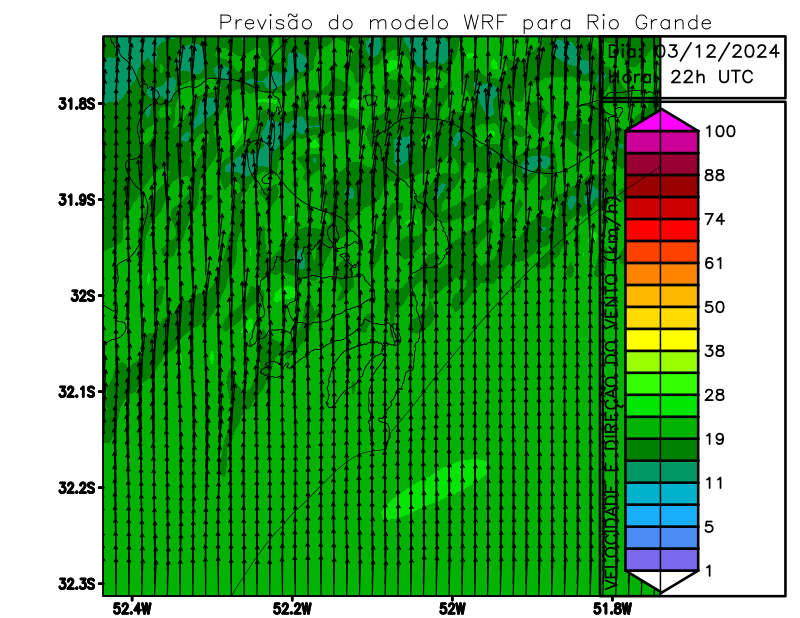 Previsão do modelo WRF para Rio Grande
Dia: 03/12/2024
Hora: 22h UTC
31.8S
31.9S
32S
32.1S
32.2S
32.3S
52.4W
52.2W
52W
51.8W
VELOCIDADE E DIREÇÃO DO VENTO (km/h)
100
88
74
61
50
38
28
19
11
5
1